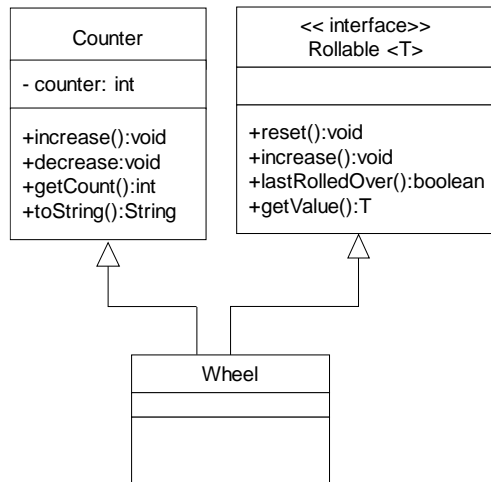 Counter
- counter: int
+increase():void
+decrease:void
+getCount():int
+toString():String
<< interface>>
Rollable <T>
+reset():void
+increase():void
+lastRolledOver():boolean
+getValue():T
Wheel